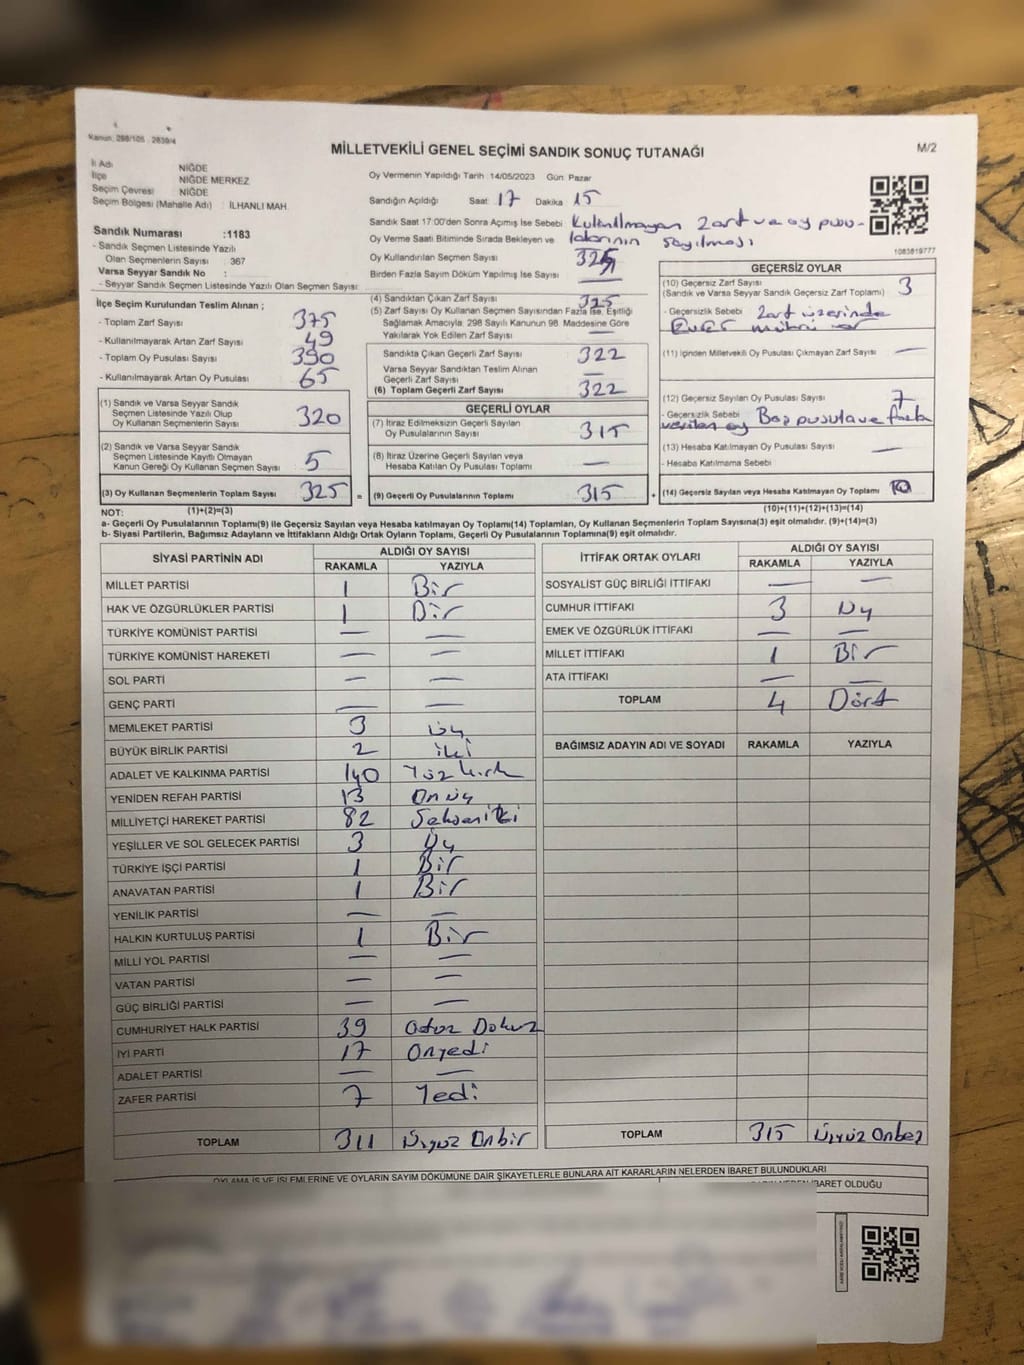 Kanun: 298/105 - 2839/4
MİLLETVEKİLİ GENEL SEÇİMİ SANDIK SONUÇ TUTANAĞI
M/2
İli Adı NİĞDE
İlçe NİĞDE MERKEZ
Seçim Çevresi NİĞDE
Seçim Bölgesi (Mahalle Adı) : İLHANLI MAH.
Sandık Numarası :1183
- Sandık Seçmen Listesinde Yazılı
Olan Seçmenlerin Sayısı : 367
Varsa Seyyar Sandık No :
- Seyyar Sandık Seçmen Listesinde Yazılı Olan Seçmen Sayısı:
Oy Vermenin Yapıldığı Tarih 14/05/2023 Gün Pazar
Sandığın Açıldığı Saat 17 Dakika 15
Sandık Saat 17:00'den Sonra Açılmış İse Sebebi Kullanılmayan zarf ve oy pusu-
Oy Verme Saati Bitiminde Sırada Bekleyen ve lalarının sayılması
Oy Kullandırılan Seçmen Sayısı 325
Birden Fazla Sayım Döküm Yapılmış İse Sayısı —
1083819777
İlçe Seçim Kurulundan Teslim Alınan ;
- Toplam Zarf Sayısı 375
- Kullanılmayarak Artan Zarf Sayısı 49
- Toplam Oy Pusulası Sayısı 390
- Kullanılmayarak Artan Oy Pusulası 65
(1) Sandık ve Varsa Seyyar Sandık
Seçmen Listesinde Yazılı Olup
Oy Kullanan Seçmenlerin Sayısı 320
(2) Sandık ve Varsa Seyyar Sandık
Seçmen Listesinde Kayıtlı Olmayan
Kanun Gereği Oy Kullanan Seçmen Sayısı 5
(3) Oy Kullanan Seçmenlerin Toplam Sayısı 325 =
(4) Sandıktan Çıkan Zarf Sayısı 325
(5) Zarf Sayısı Oy Kullanan Seçmen Sayısından Fazla İse, Eşitliği
Sağlamak Amacıyla, 298 Sayılı Kanunun 98. Maddesine Göre
Yakılarak Yok Edilen Zarf Sayısı —
Sandıkta Çıkan Geçerli Zarf Sayısı 322
Varsa Seyyar Sandıktan Teslim Alınan
Geçerli Zarf Sayısı —
(6) Toplam Geçerli Zarf Sayısı 322
GEÇERLİ OYLAR
(7) İtiraz Edilmeksizin Geçerli Sayılan
Oy Pusulalarının Sayısı 315
(8) İtiraz Üzerine Geçerli Sayılan veya
Hesaba Katılan Oy Pusulası Toplamı —
(9) Geçerli Oy Pusulalarının Toplamı 315 +
GEÇERSİZ OYLAR
(10) Geçersiz Zarf Sayısı 3
(Sandık ve Varsa Seyyar Sandık Geçersiz Zarf Toplamı)
- Geçersizlik Sebebi Zarf üzerinde
Evet mührü var
(11) İçinden Milletvekili Oy Pusulası Çıkmayan Zarf Sayısı —
(12) Geçersiz Sayılan Oy Pusulası Sayısı 7
- Geçersizlik Sebebi Boş pusula ve fazla
verilen oy
(13) Hesaba Katılmayan Oy Pusulası Sayısı —
- Hesaba Katılmama Sebebi
(14) Geçersiz Sayılan veya Hesaba Katılmayan Oy Toplamı 10
NOT: (1)+(2)=(3) (10)+(11)+(12)+(13)=(14)
a- Geçerli Oy Pusulalarının Toplamı(9) ile Geçersiz Sayılan veya Hesaba katılmayan Oy Toplamı(14) Toplamları, Oy Kullanan Seçmenlerin Toplam Sayısına(3) eşit olmalıdır. (9)+(14)=(3)
b- Siyasi Partilerin, Bağımsız Adayların ve İttifakların Aldığı Ortak Oyların Toplamı, Geçerli Oy Pusulalarının Toplamına(9) eşit olmalıdır.
SİYASİ PARTİNİN ADI ALDIĞI OY SAYISI
RAKAMLA YAZIYLA
MİLLET PARTİSİ 1 Bir
HAK VE ÖZGÜRLÜKLER PARTİSİ 1 Bir
TÜRKİYE KOMÜNİST PARTİSİ — —
TÜRKİYE KOMÜNİST HAREKETİ — —
SOL PARTİ — —
GENÇ PARTİ — —
MEMLEKET PARTİSİ 3 üç
BÜYÜK BİRLİK PARTİSİ 2 iki
ADALET VE KALKINMA PARTİSİ 140 Yüz kırk
YENİDEN REFAH PARTİSİ 13 Onüç
MİLLİYETÇİ HAREKET PARTİSİ 82 Seksen iki
YEŞİLLER VE SOL GELECEK PARTİSİ 3 Üç
TÜRKİYE İŞÇİ PARTİSİ 1 Bir
ANAVATAN PARTİSİ 1 Bir
YENİLİK PARTİSİ — —
HALKIN KURTULUŞ PARTİSİ 1 Bir
MİLLİ YOL PARTİSİ — —
VATAN PARTİSİ — —
GÜÇ BİRLİĞİ PARTİSİ — —
CUMHURİYET HALK PARTİSİ 39 Otuz Dokuz
İYİ PARTİ 17 Onyedi
ADALET PARTİSİ — —
ZAFER PARTİSİ 7 Yedi
TOPLAM 311 Üçyüz Onbir
İTTİFAK ORTAK OYLARI ALDIĞI OY SAYISI
RAKAMLA YAZIYLA
SOSYALİST GÜÇ BİRLİĞİ İTTİFAKI — —
CUMHUR İTTİFAKI 3 Üç
EMEK VE ÖZGÜRLÜK İTTİFAKI — —
MİLLET İTTİFAKI 1 Bir
ATA İTTİFAKI — —
TOPLAM 4 Dört
BAĞIMSIZ ADAYIN ADI VE SOYADI RAKAMLA YAZIYLA
TOPLAM 315 Üçyüz Onbeş
OYLAMA İŞ VE İŞLEMLERİNE VE OYLARIN SAYIM DÖKÜMÜNE DAİR ŞİKAYETLERLE BUNLARA AİT KARARLARIN NELERDEN İBARET BULUNDUKLARI
İBARET OLDUĞU